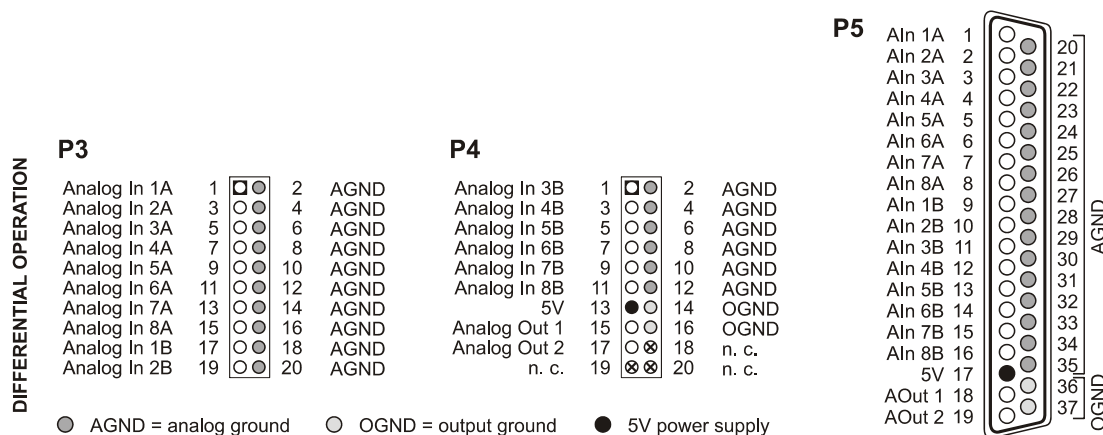 DIFFERENTIAL OPERATION
P3
Analog In 1A 1 2 AGND
Analog In 2A 3 4 AGND
Analog In 3A 5 6 AGND
Analog In 4A 7 8 AGND
Analog In 5A 9 10 AGND
Analog In 6A 11 12 AGND
Analog In 7A 13 14 AGND
Analog In 8A 15 16 AGND
Analog In 1B 17 18 AGND
Analog In 2B 19 20 AGND
P4
Analog In 3B 1 2 AGND
Analog In 4B 3 4 AGND
Analog In 5B 5 6 AGND
Analog In 6B 7 8 AGND
Analog In 7B 9 10 AGND
Analog In 8B 11 12 AGND
5V 13 14 OGND
Analog Out 1 15 16 OGND
Analog Out 2 17 18 n. c.
n. c. 19 20 n. c.
P5
AIn 1A 1
AIn 2A 2
AIn 3A 3
AIn 4A 4
AIn 5A 5
AIn 6A 6
AIn 7A 7
AIn 8A 8
AIn 1B 9
AIn 2B 10
AIn 3B 11
AIn 4B 12
AIn 5B 13
AIn 6B 14
AIn 7B 15
AIn 8B 16
5V 17
AOut 1 18
AOut 2 19
20
21
22
23
24
25
26
27
28
29
30
31
32
33
34
35
36
37
AGND
OGND
AGND = analog ground OGND = output ground 5V power supply